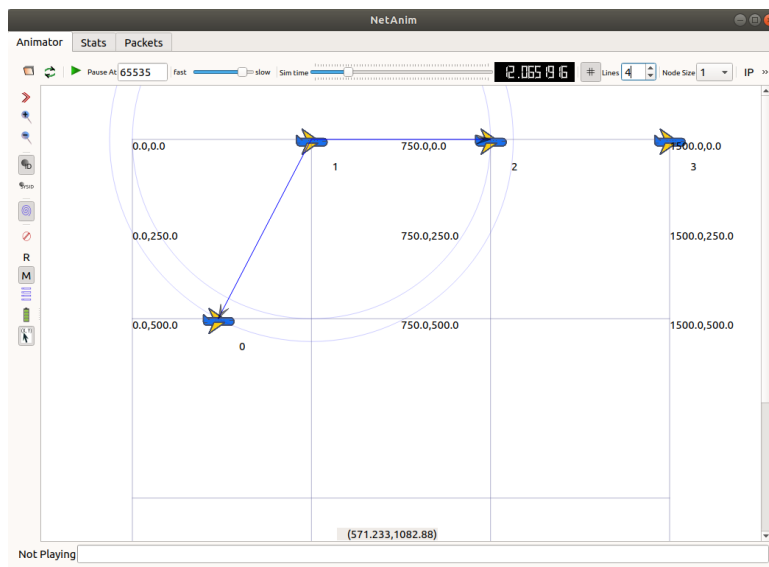 NetAnim
Animator Stats Packets
Pause At 65535 Fast slow Sim time 12.0651916 # Lines 4 Node Size 1 IP »
0.0,0.0 750.0,0.0 1500.0,0.0
1 2 3
ID
SYSID
0.0,250.0 750.0,250.0 1500.0,250.0
R
M
0.0,500.0 750.0,500.0 1500.0,500.0
0
(571.233,1082.88)
Not Playing